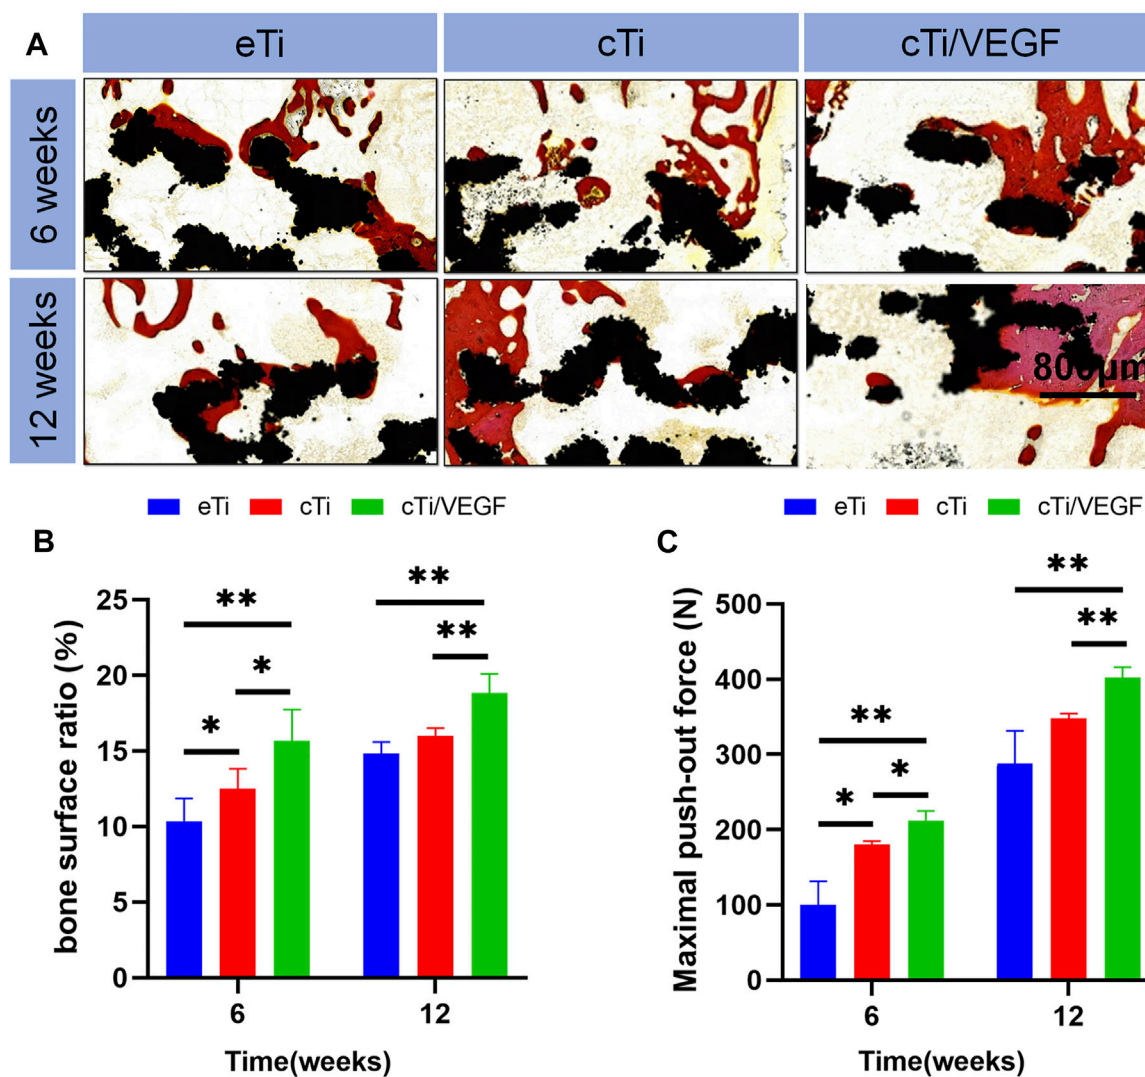 A
eTi
cTi
cTi/VEGF
6 weeks
12 weeks
800μm
eTi cTi cTi/VEGF
eTi cTi cTi/VEGF
B
bone surface ratio (%)
25
20
15
10
5
0
**
*
*
**
**
6
12
Time(weeks)
C
Maximal push-out force (N)
500
400
300
200
100
0
**
*
*
**
**
6
12
Time(weeks)